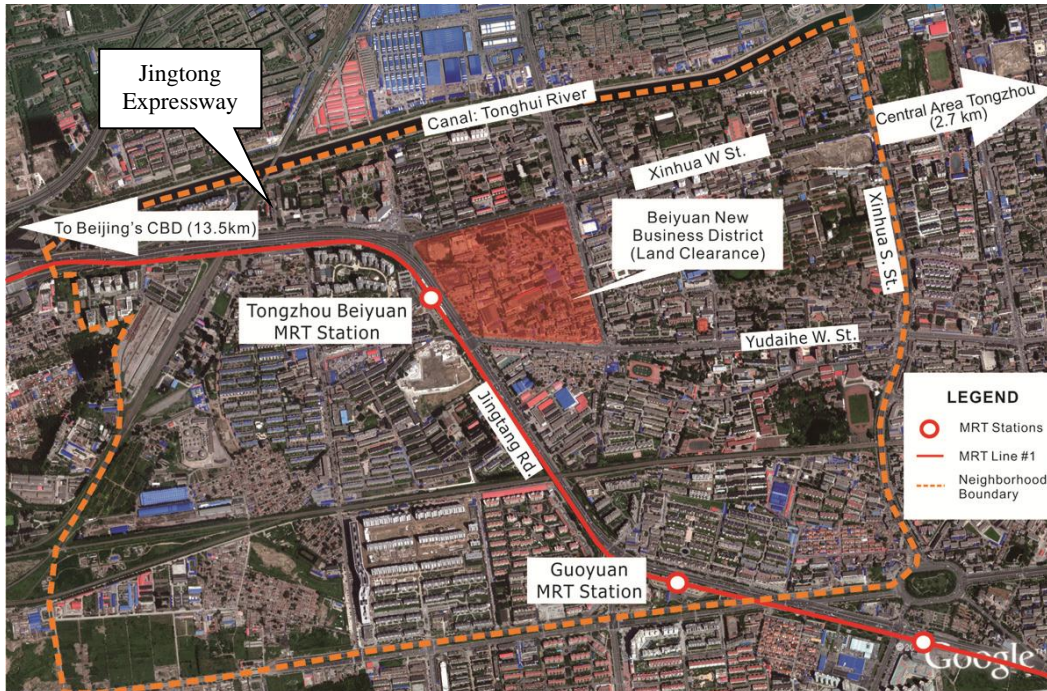 Jingtong
Expressway
Canal: Tonghui River
Central Area Tongzhou
(2.7 km)
Xinhua W St.
To Beijing's CBD (13.5km)
Beiyuan New
Business District
(Land Clearance)
Xinhua S. St.
Tongzhou Beiyuan
MRT Station
Yudaihe W. St.
Jingtang Rd.
LEGEND
MRT Stations
MRT Line #1
Neighborhood
Boundary
Guoyuan
MRT Station
Google